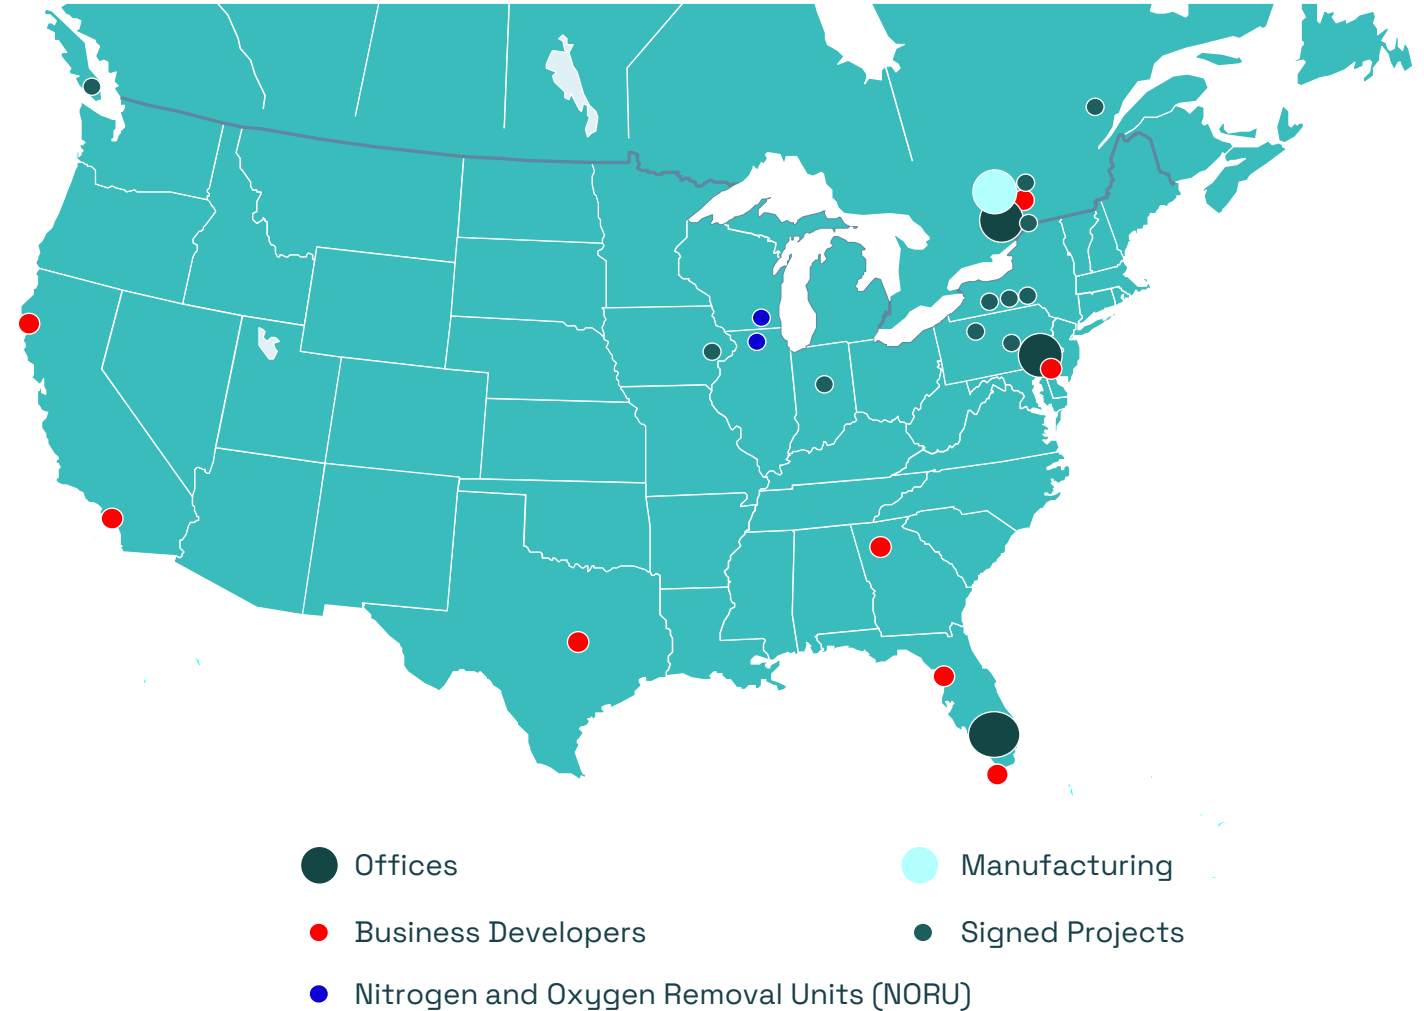 Offices
Manufacturing
Business Developers
Signed Projects
Nitrogen and Oxygen Removal Units (NORU)